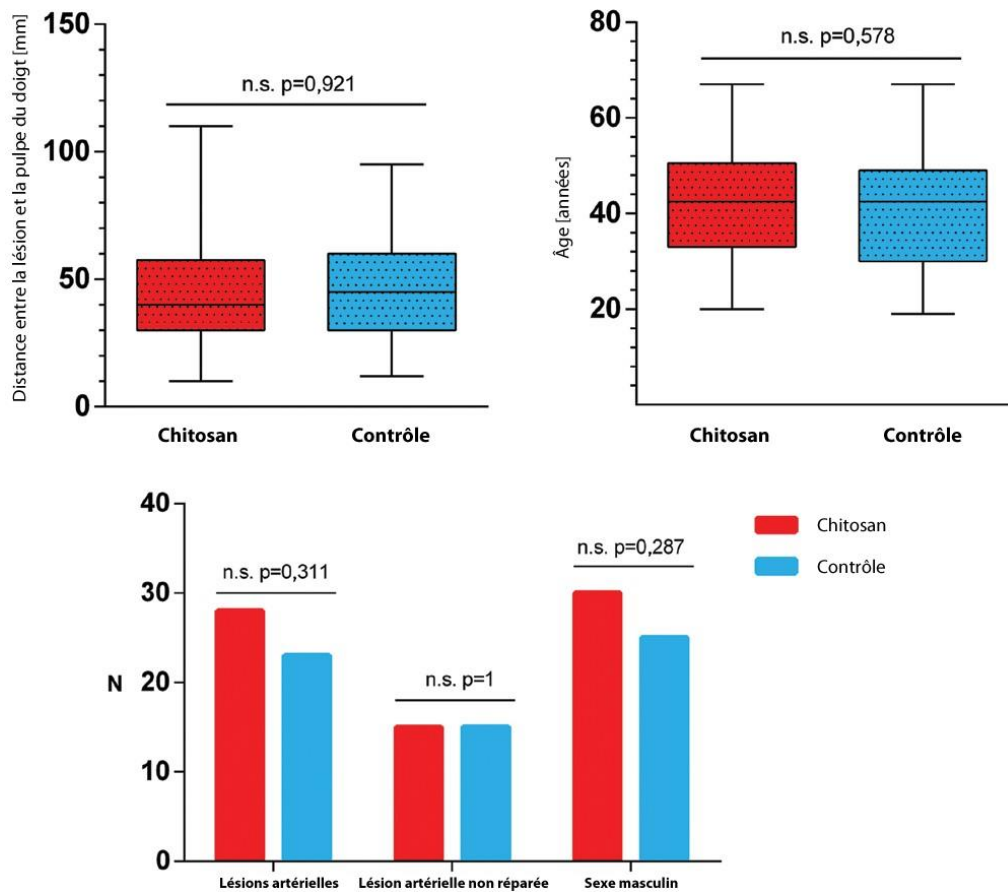 Distance entre la lésion et la pulpe du doigt [mm]
150
100
50
0
n.s. p=0,921
Chitosan
Contrôle
Âge [années]
80
60
40
20
n.s. p=0,578
Chitosan
Contrôle
N
40
30
20
10
0
n.s. p=0,311
n.s. p=1
n.s. p=0,287
Lésions artérielles
Lésion artérielle non réparée
Sexe masculin
Chitosan
Contrôle